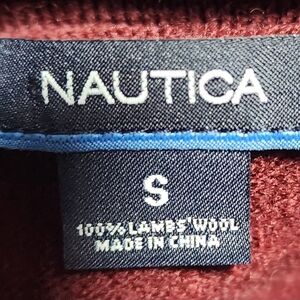 NAUTICA
S
100% LAMBS' WOOL
MADE IN CHINA